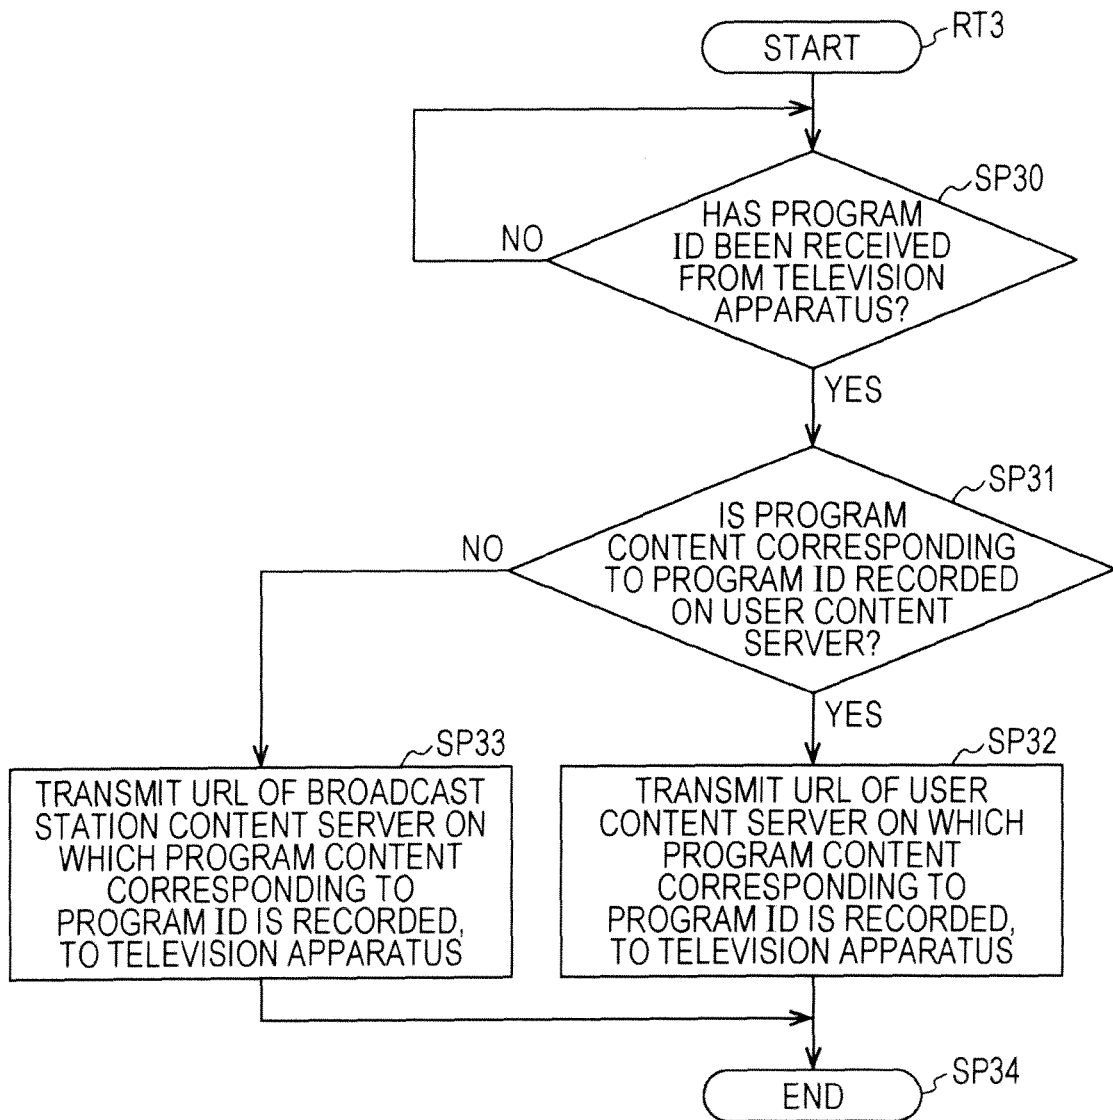 START
RT3
SP30
HAS PROGRAM
ID BEEN RECEIVED
FROM TELEVISION
APPARATUS?
NO
YES
SP31
IS PROGRAM
CONTENT CORRESPONDING
TO PROGRAM ID RECORDED
ON USER CONTENT
SERVER?
NO
YES
SP33
TRANSMIT URL OF BROADCAST
STATION CONTENT SERVER ON
WHICH PROGRAM CONTENT
CORRESPONDING TO
PROGRAM ID IS RECORDED,
TO TELEVISION APPARATUS
SP32
TRANSMIT URL OF USER
CONTENT SERVER ON WHICH
PROGRAM CONTENT
CORRESPONDING TO
PROGRAM ID IS RECORDED,
TO TELEVISION APPARATUS
END
SP34